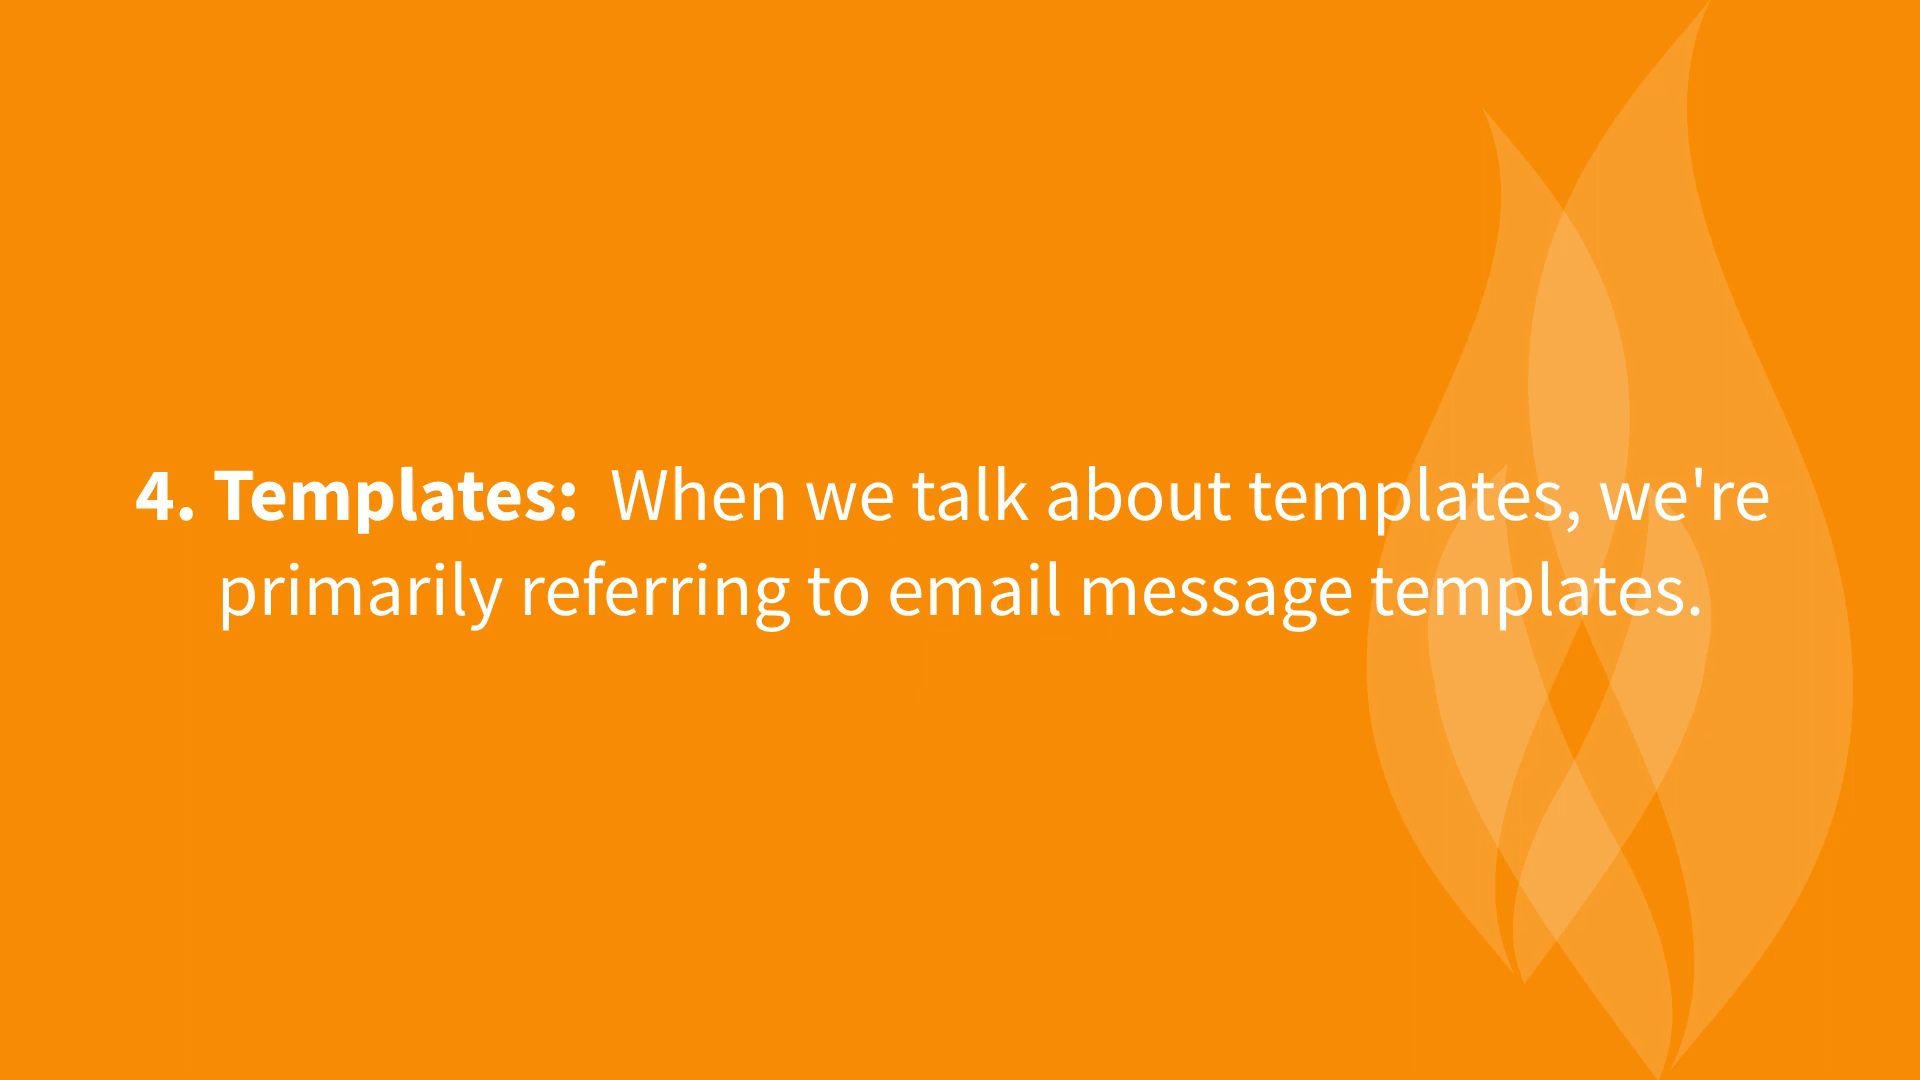 4. Templates:  When we talk about templates, we're
primarily referring to email message templates.